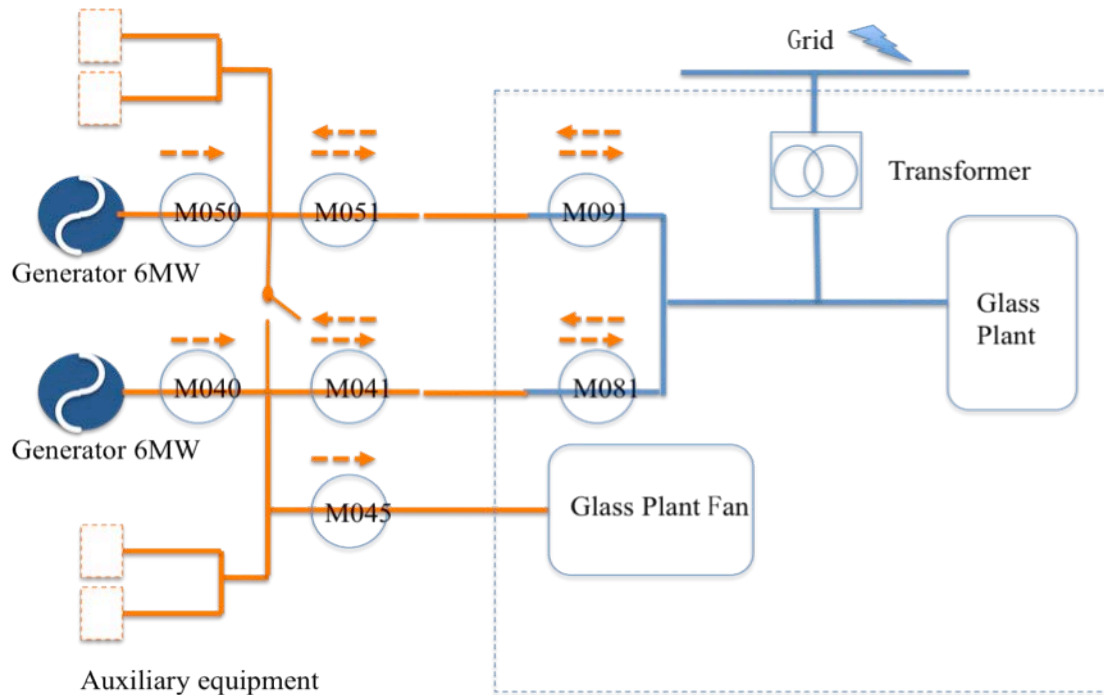 Grid
Transformer
M050
M051
M091
Generator 6MW
Glass
Plant
M040
M041
M081
Generator 6MW
M045
Glass Plant Fan
Auxiliary equipment